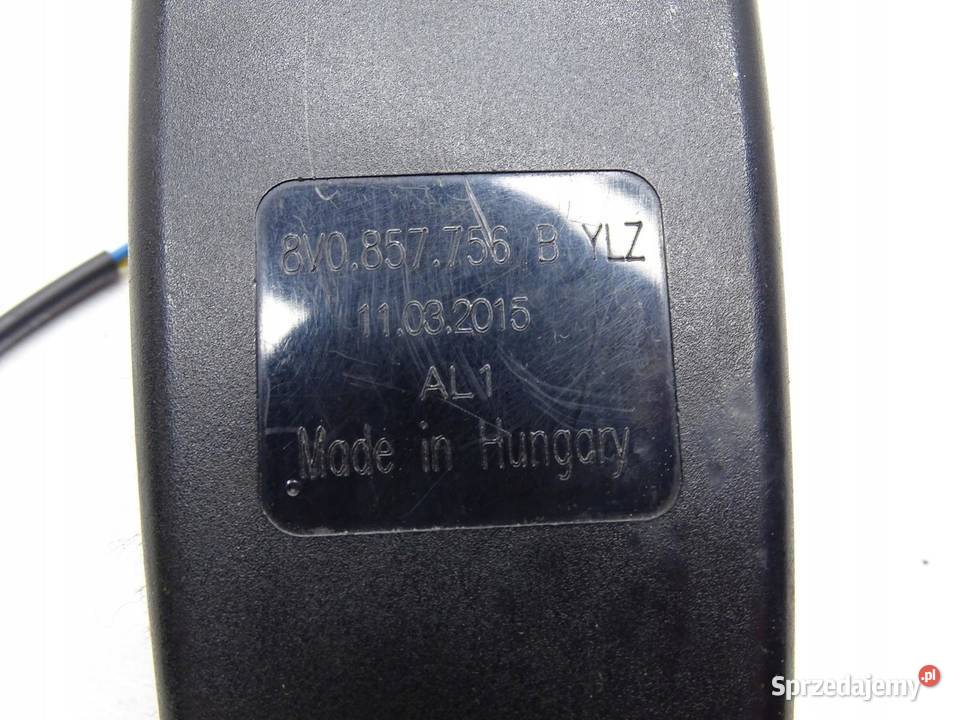 8V0.857.756 B YLZ
11.03.2015
AL1
Made in Hungary
Sprzedajemy.pl